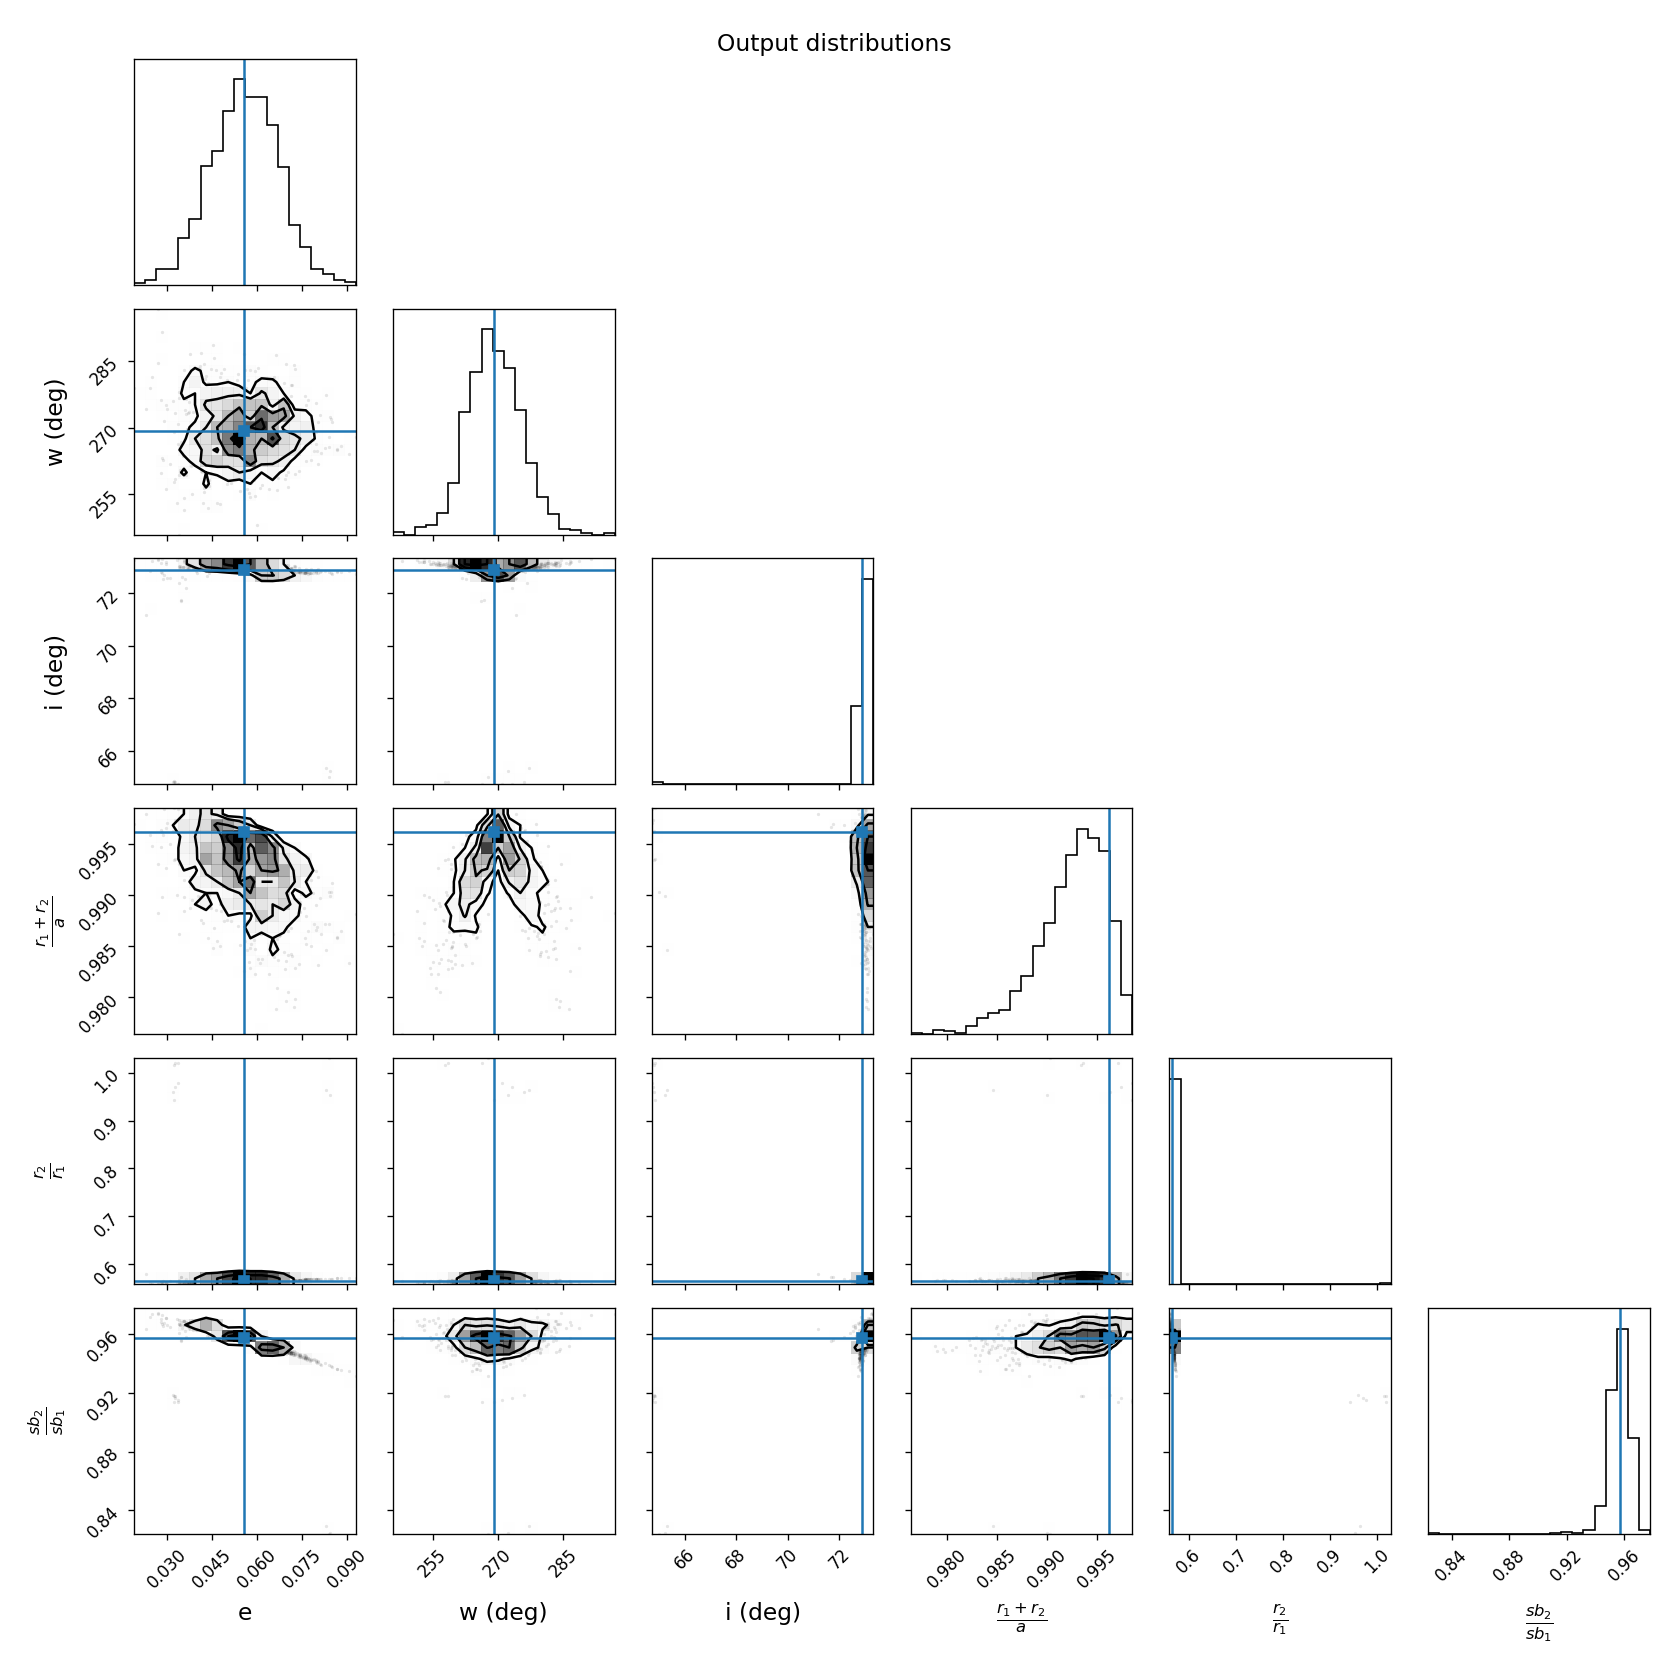 Output distributions
285
270
255
w (deg)
72
70
68
66
i (deg)
0.995
0.990
0.985
0.980
r₁ + r₂
a
1.0
0.9
0.8
0.7
0.6
r₂
r₁
0.96
0.92
0.88
0.84
sb₂
sb₁
0.030 0.045 0.060 0.075 0.090 255 270 285 66 68 70 72 0.980 0.985 0.990 0.995 0.6 0.7 0.8 0.9 1.0 0.84 0.88 0.92 0.96
e w (deg) i (deg) r₁ + r₂ r₂ sb₂
a r₁ sb₁